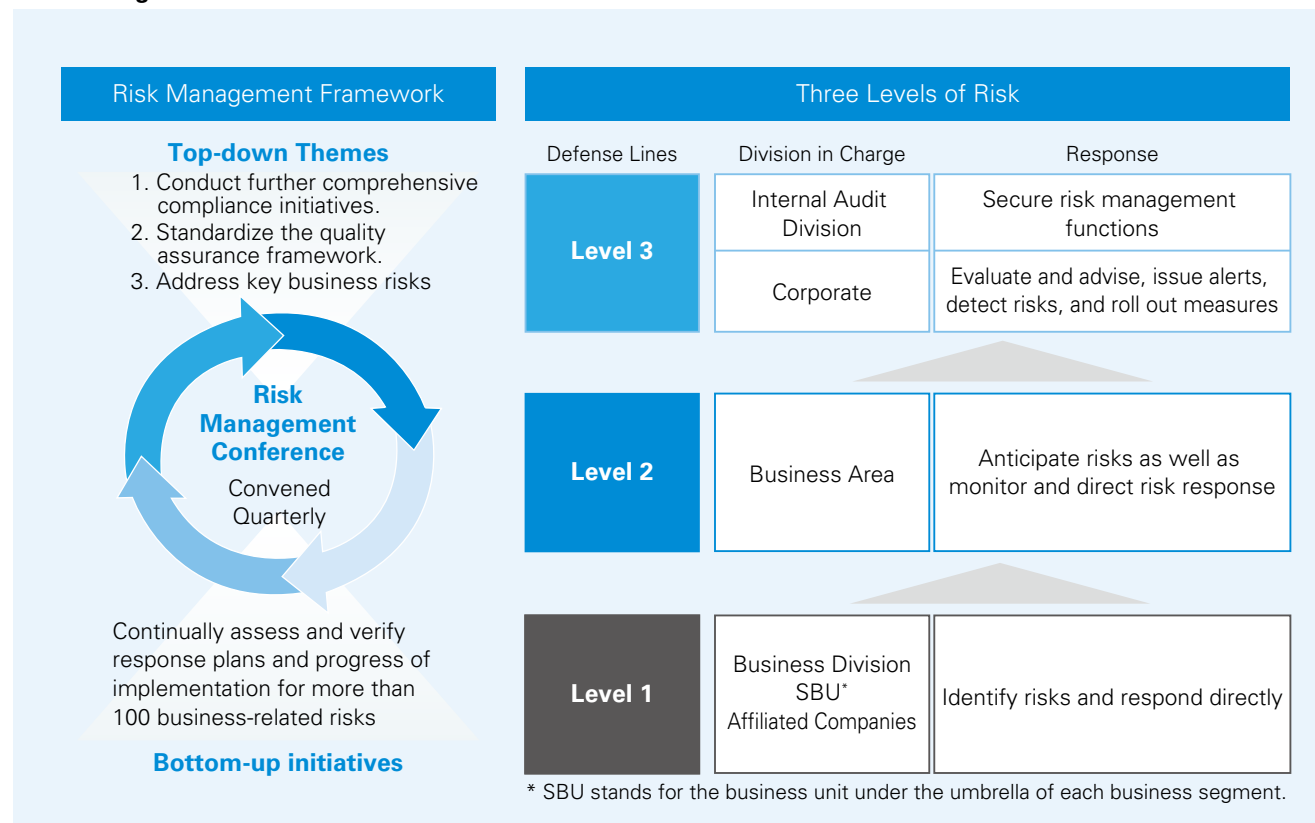 Risk Management Framework
Top-down Themes
1. Conduct further comprehensive
compliance initiatives.
2. Standardize the quality
assurance framework.
3. Address key business risks
Risk
Management
Conference
Convened
Quarterly
Continually assess and verify
response plans and progress of
implementation for more than
100 business-related risks
Bottom-up initiatives
Three Levels of Risk
Defense Lines
Division in Charge
Response
Level 3
Internal Audit
Division
Secure risk management
functions
Corporate
Evaluate and advise, issue alerts,
detect risks, and roll out measures
Level 2
Business Area
Anticipate risks as well as
monitor and direct risk response
Level 1
Business Division
SBU*
Affiliated Companies
Identify risks and respond directly
* SBU stands for the business unit under the umbrella of each business segment.